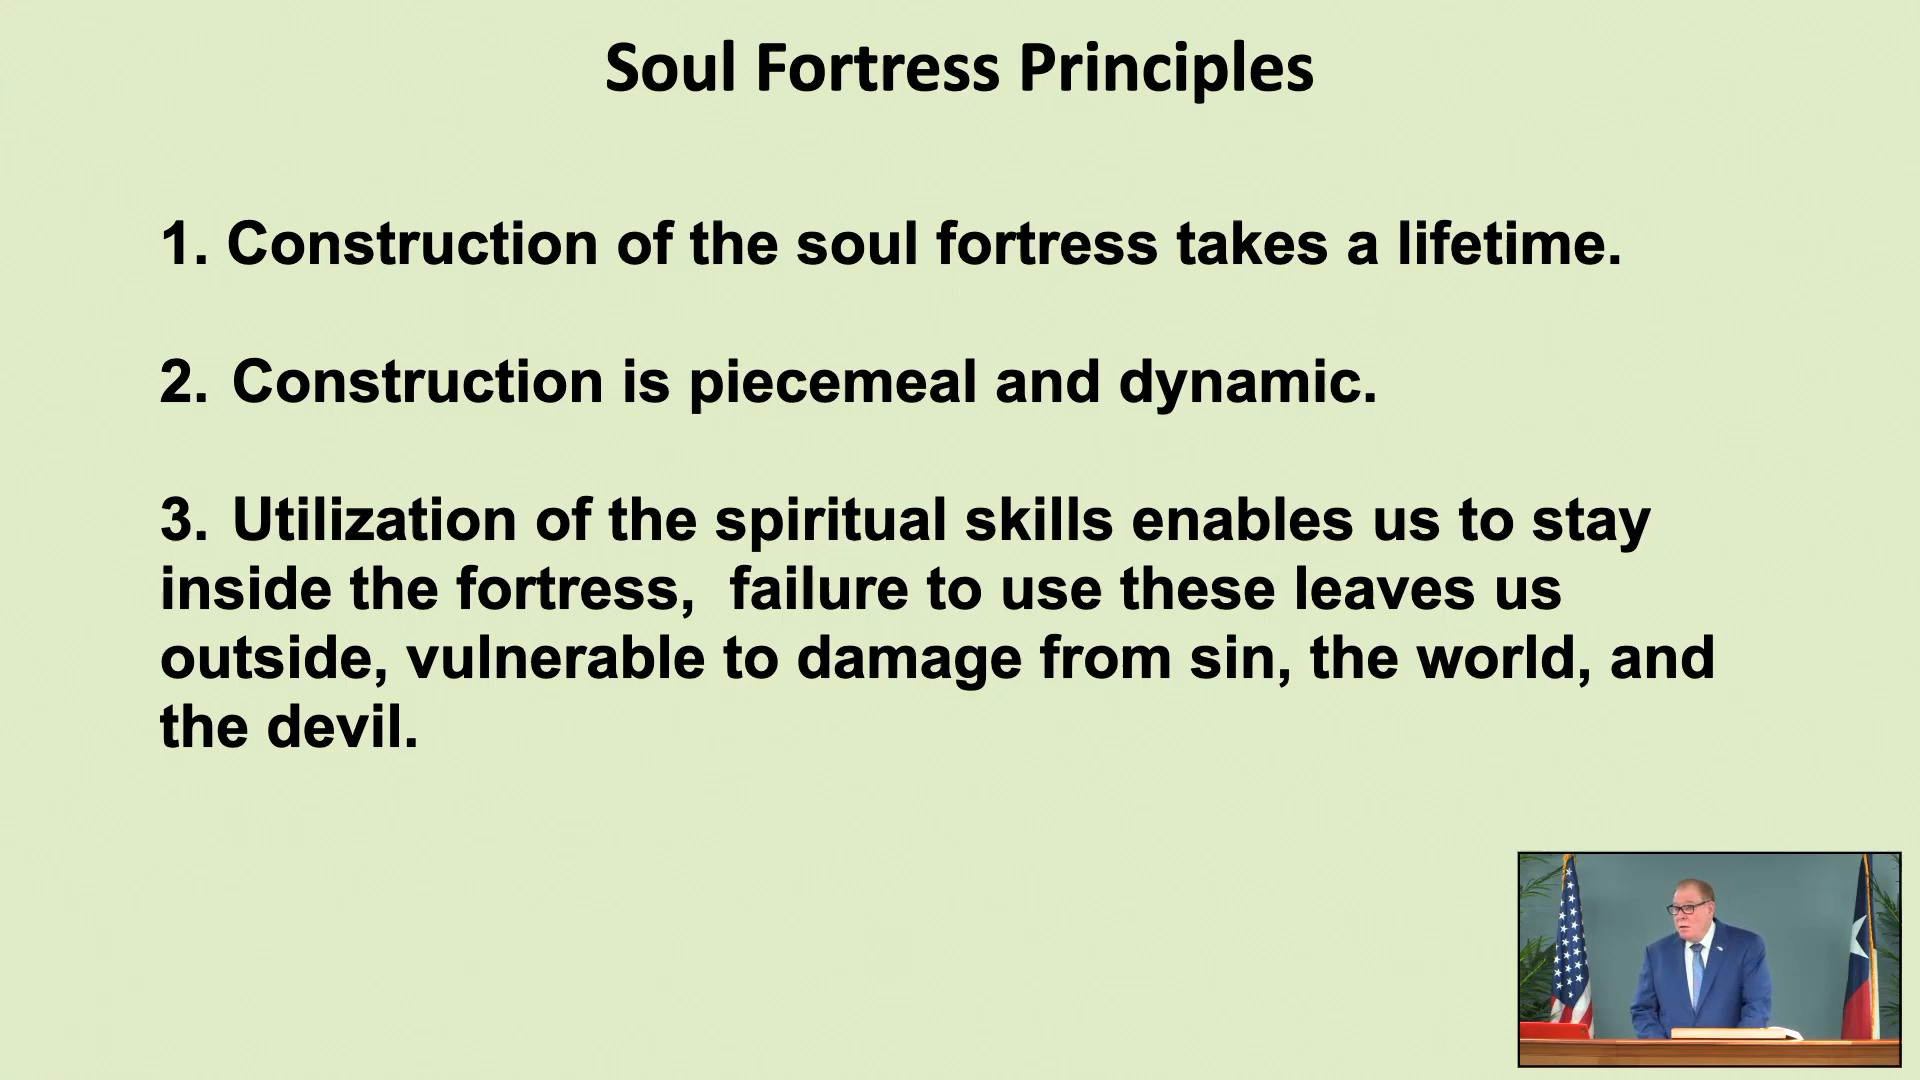 Soul Fortress Principles
1. Construction of the soul fortress takes a lifetime.
2. Construction is piecemeal and dynamic.
3. Utilization of the spiritual skills enables us to stay
inside the fortress,  failure to use these leaves us
outside, vulnerable to damage from sin, the world, and
the devil.